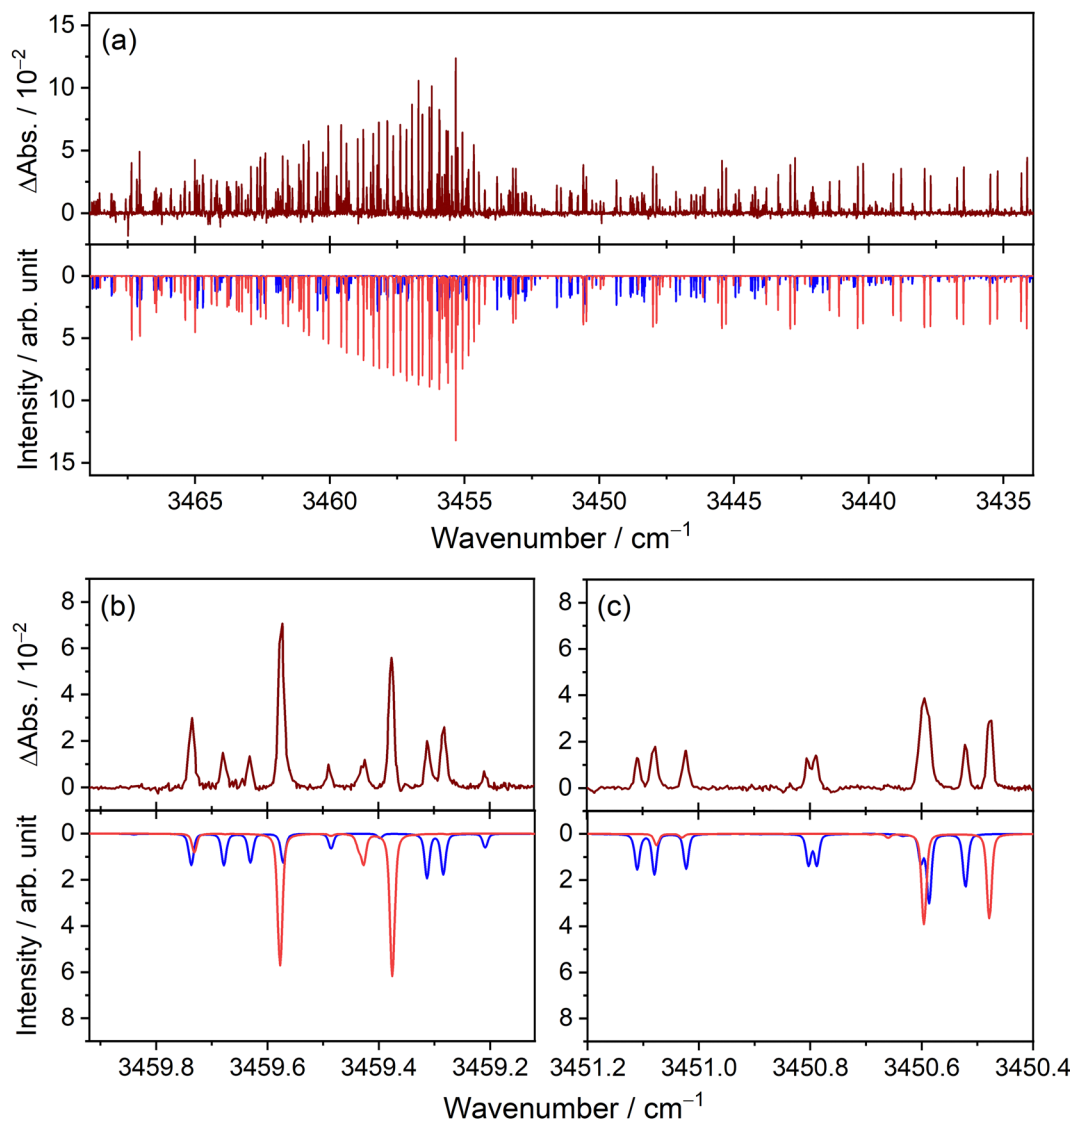 (a)
ΔAbs. / 10⁻²
15
10
5
0
Intensity / arb. unit
0
5
10
15
3465 3460 3455 3450 3445 3440 3435
Wavenumber / cm⁻¹
(b)
(c)
ΔAbs. / 10⁻²
8
6
4
2
0
8
6
4
2
0
Intensity / arb. unit
0
2
4
6
8
0
2
4
6
8
3459.8 3459.6 3459.4 3459.2
3451.2 3451.0 3450.8 3450.6 3450.4
Wavenumber / cm⁻¹